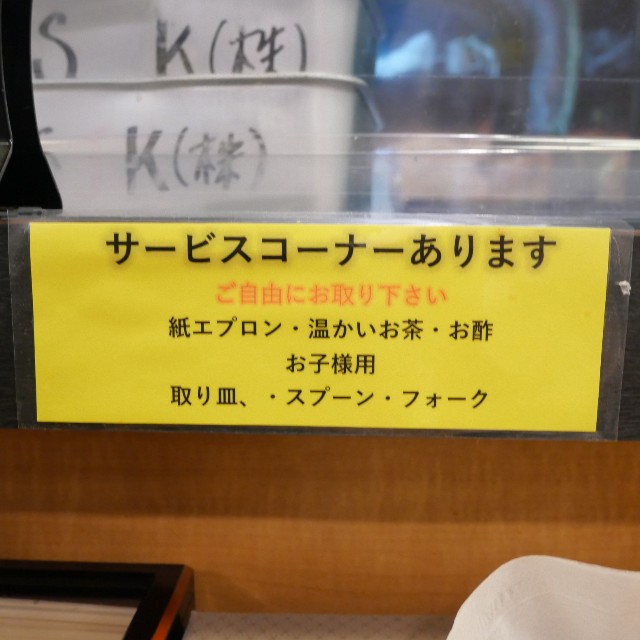 S K(株)
S K(株)
サービスコーナーあります
ご自由にお取り下さい
紙エプロン・温かいお茶・お酢
お子様用
取り皿、・スプーン・フォーク